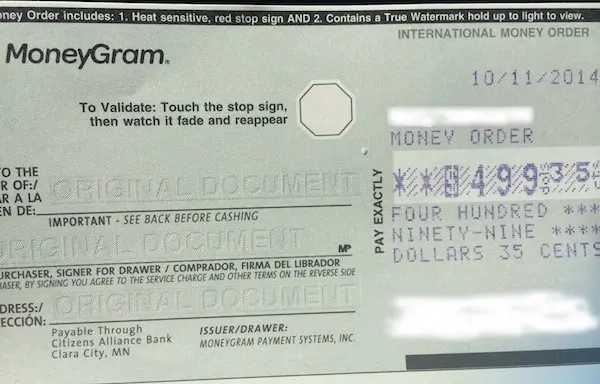 ney Order includes: 1. Heat sensitive, red stop sign AND 2. Contains a True Watermark hold up to light to view.
INTERNATIONAL MONEY ORDER
MoneyGram.
10/11/2014
To Validate: Touch the stop sign,
then watch it fade and reappear
MONEY ORDER
O THE
R OF:/
AR A LA
EN DE:
ORIGINAL DOCUMENT
PAY EXACTLY
499 35
IMPORTANT - SEE BACK BEFORE CASHING
FOUR HUNDRED ***
NINETY-NINE ****
DOLLARS 35 CENTS
ORIGINAL DOCUMENT
MP
URCHASER, SIGNER FOR DRAWER / COMPRADOR, FIRMA DEL LIBRADOR
HASER, BY SIGNING YOU AGREE TO THE SERVICE CHARGE AND OTHER TERMS ON THE REVERSE SIDE
DRESS:/
ECCIÓN:
ORIGINAL DOCUMENT
Payable Through
Citizens Alliance Bank
Clara City, MN
ISSUER/DRAWER:
MONEYGRAM PAYMENT SYSTEMS, INC.